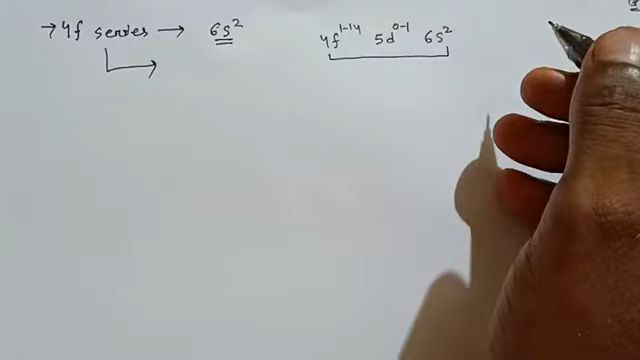 → 4f series → 6s² 4f¹⁻¹⁴ 5d⁰⁻¹ 6s²